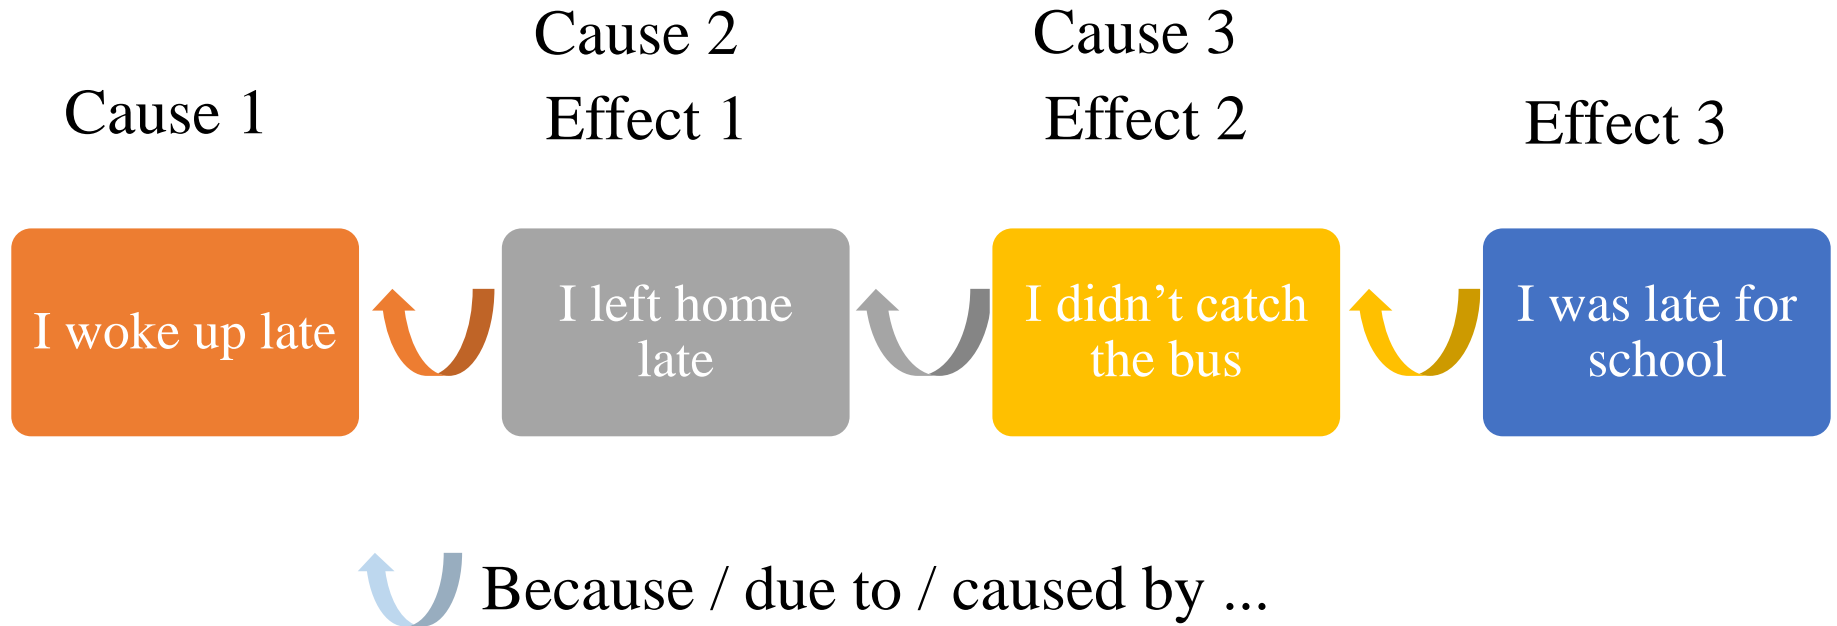 Cause 1
Cause 2
Effect 1
Cause 3
Effect 2
Effect 3
I woke up late
I left home
late
I didn’t catch
the bus
I was late for
school
Because / due to / caused by ...